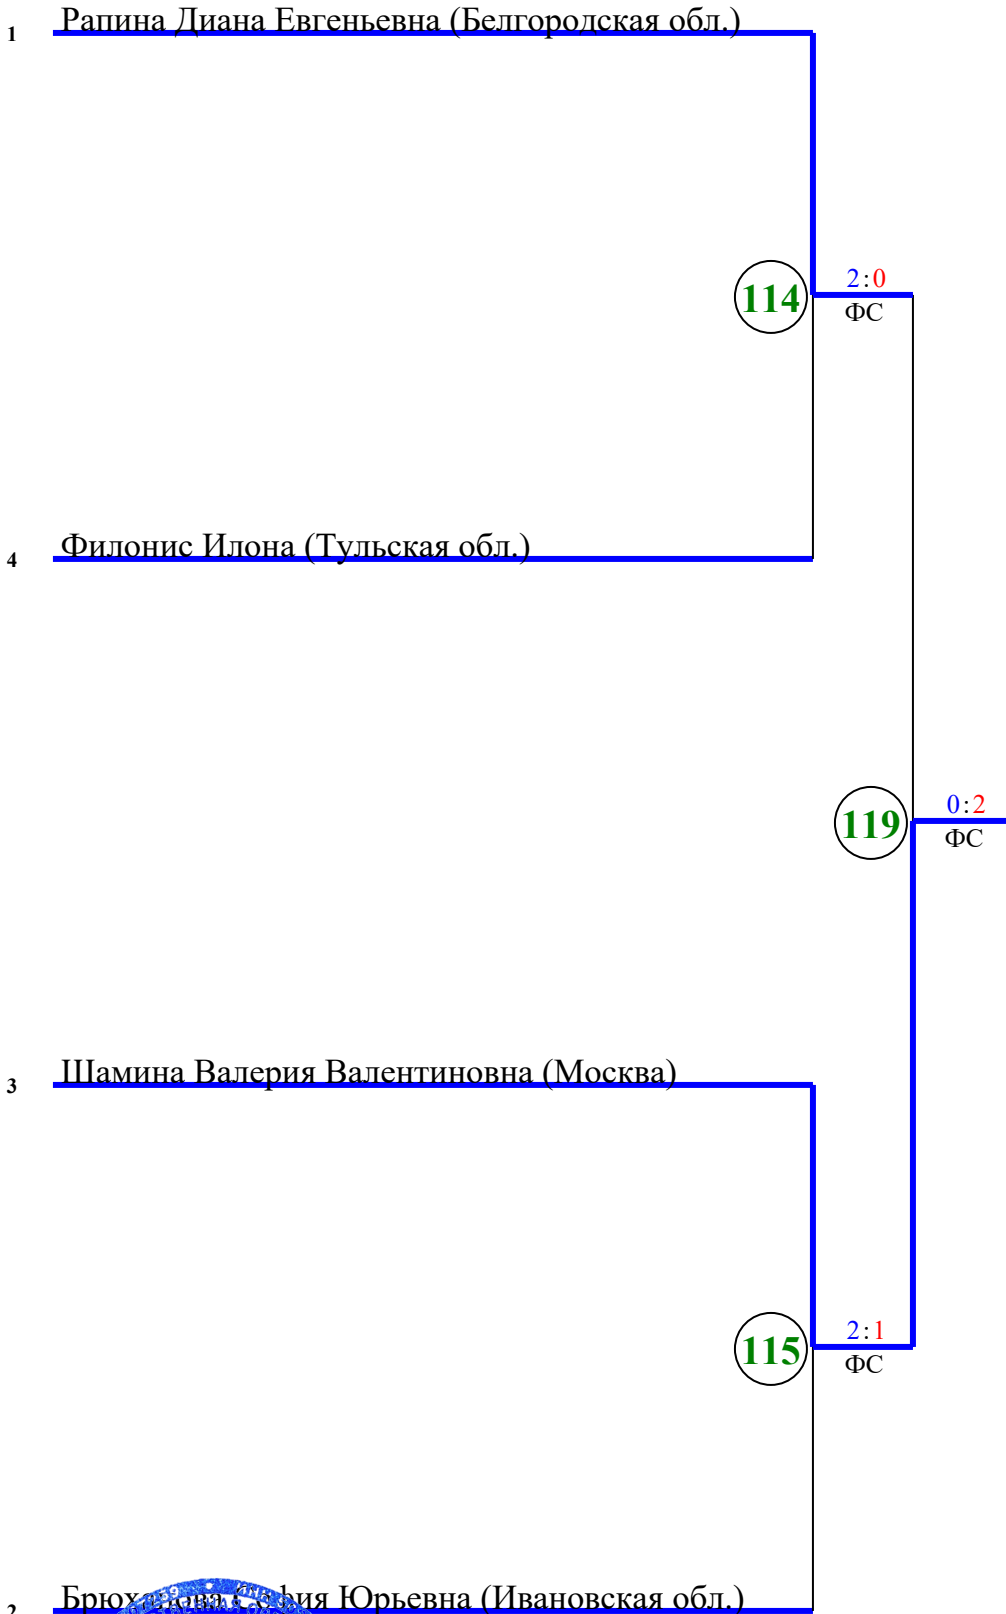 1 Рапина Диана Евгеньевна (Белгородская обл.)
2:0
114
ФС
4 Филонис Илона (Тульская обл.)
0:2
119
ФС
3 Шамина Валерия Валентиновна (Москва)
2:1
115
ФС
2 Юрьевна (Ивановская обл.)